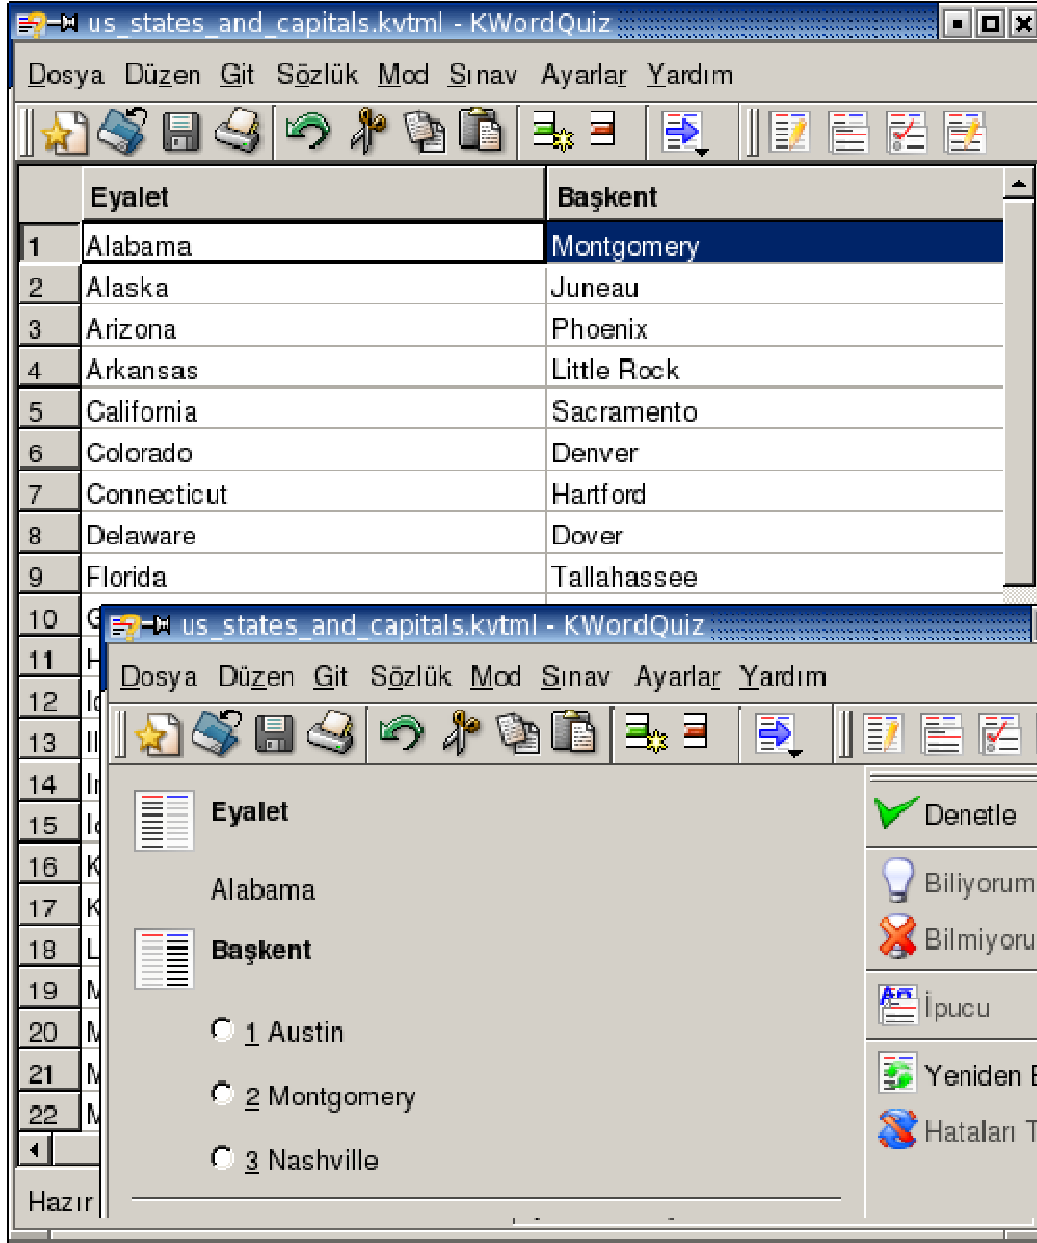 us_states_and_capitals.kvtml - KWordQuiz
Dosya Düzen Git Sözlük Mod Sınav Ayarlar Yardım
Eyalet Başkent
1 Alabama Montgomery
2 Alaska Juneau
3 Arizona Phoenix
4 Arkansas Little Rock
5 California Sacramento
6 Colorado Denver
7 Connecticut Hartford
8 Delaware Dover
9 Florida Tallahassee
10
11
12
13
14
15
16
17
18
19
20
21
22
Hazır
us_states_and_capitals.kvtml - KWordQuiz
Dosya Düzen Git Sözlük Mod Sınav Ayarlar Yardım
Eyalet
Alabama
Başkent
1 Austin
2 Montgomery
3 Nashville
Denetle
Biliyorum
Bilmiyoru
İpucu
Yeniden
Hataları